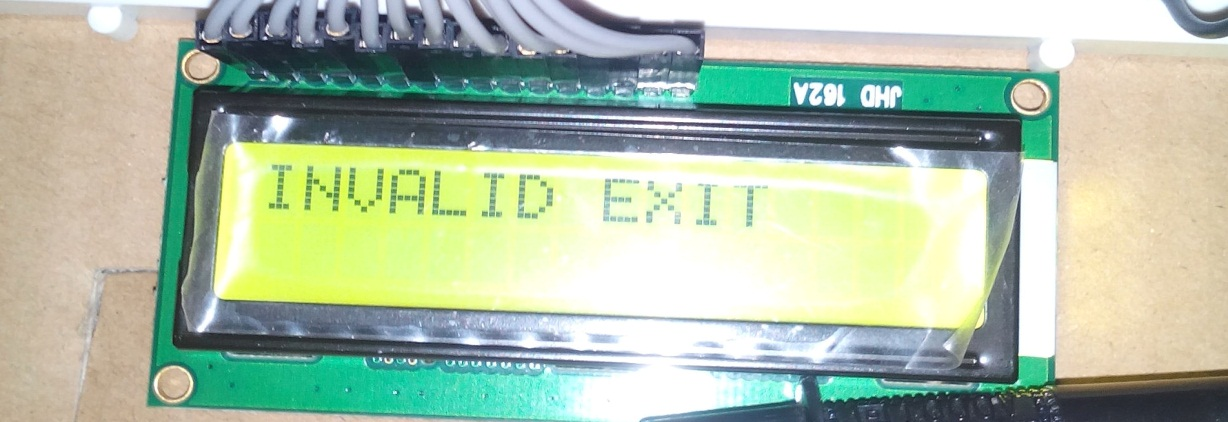 JHD 162A
INVALID EXIT